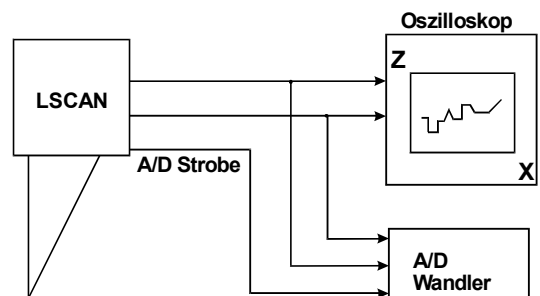 Oszilloskop
Z
LSCAN
A/D Strobe
X
A/D
Wandler